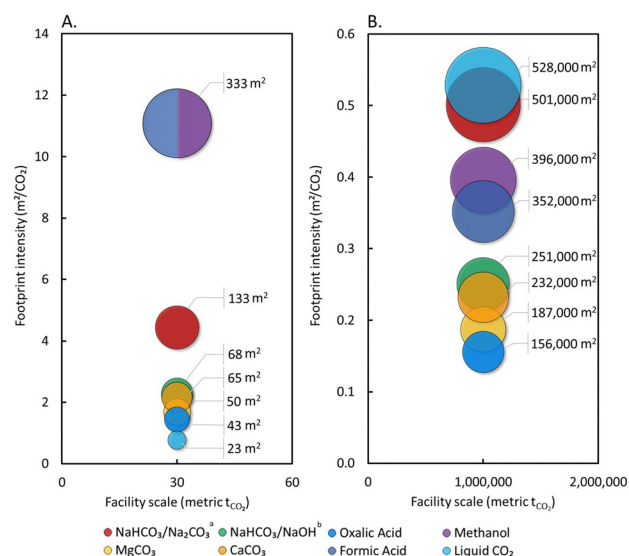 A.
B.
Footprint intensity (m²/CO₂)
14
12
10
8
6
4
2
0
333 m²
133 m²
68 m²
65 m²
50 m²
43 m²
23 m²
0 30 60
Facility scale (metric t_CO₂)
Footprint intensity (m²/CO₂)
0.6
0.5
0.4
0.3
0.2
0.1
0.0
528,000 m²
501,000 m²
396,000 m²
352,000 m²
251,000 m²
232,000 m²
187,000 m²
156,000 m²
0 1,000,000 2,000,000
Facility scale (metric t_CO₂)
NaHCO₃/Na₂CO₃ᵃ NaHCO₃/NaOHᵇ Oxalic Acid Methanol
MgCO₃ CaCO₃ Formic Acid Liquid CO₂